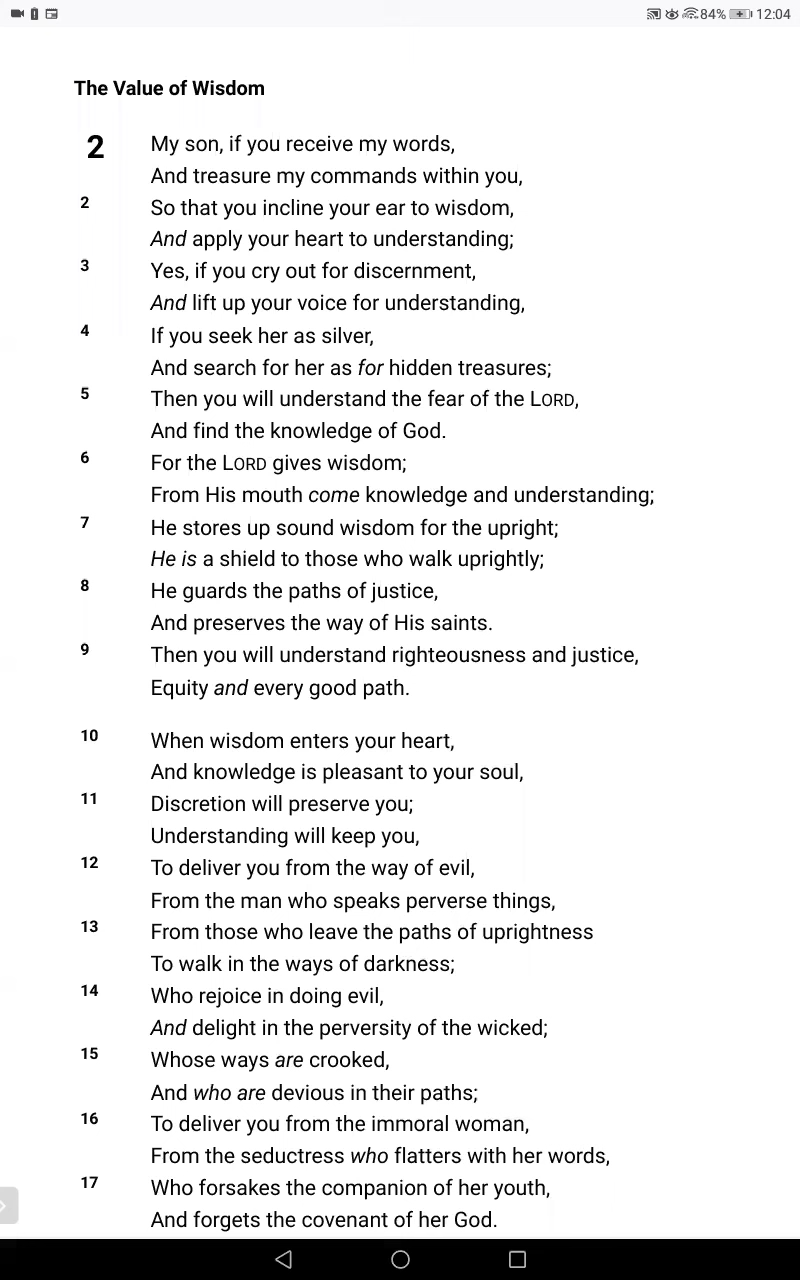 84% 12:04
The Value of Wisdom
2 My son, if you receive my words,
And treasure my commands within you,
2 So that you incline your ear to wisdom,
And apply your heart to understanding;
3 Yes, if you cry out for discernment,
And lift up your voice for understanding,
4 If you seek her as silver,
And search for her as for hidden treasures;
5 Then you will understand the fear of the LORD,
And find the knowledge of God.
6 For the LORD gives wisdom;
From His mouth come knowledge and understanding;
7 He stores up sound wisdom for the upright;
He is a shield to those who walk uprightly;
8 He guards the paths of justice,
And preserves the way of His saints.
9 Then you will understand righteousness and justice,
Equity and every good path.
10 When wisdom enters your heart,
And knowledge is pleasant to your soul,
11 Discretion will preserve you;
Understanding will keep you,
12 To deliver you from the way of evil,
From the man who speaks perverse things,
13 From those who leave the paths of uprightness
To walk in the ways of darkness;
14 Who rejoice in doing evil,
And delight in the perversity of the wicked;
15 Whose ways are crooked,
And who are devious in their paths;
16 To deliver you from the immoral woman,
From the seductress who flatters with her words,
17 Who forsakes the companion of her youth,
And forgets the covenant of her God.